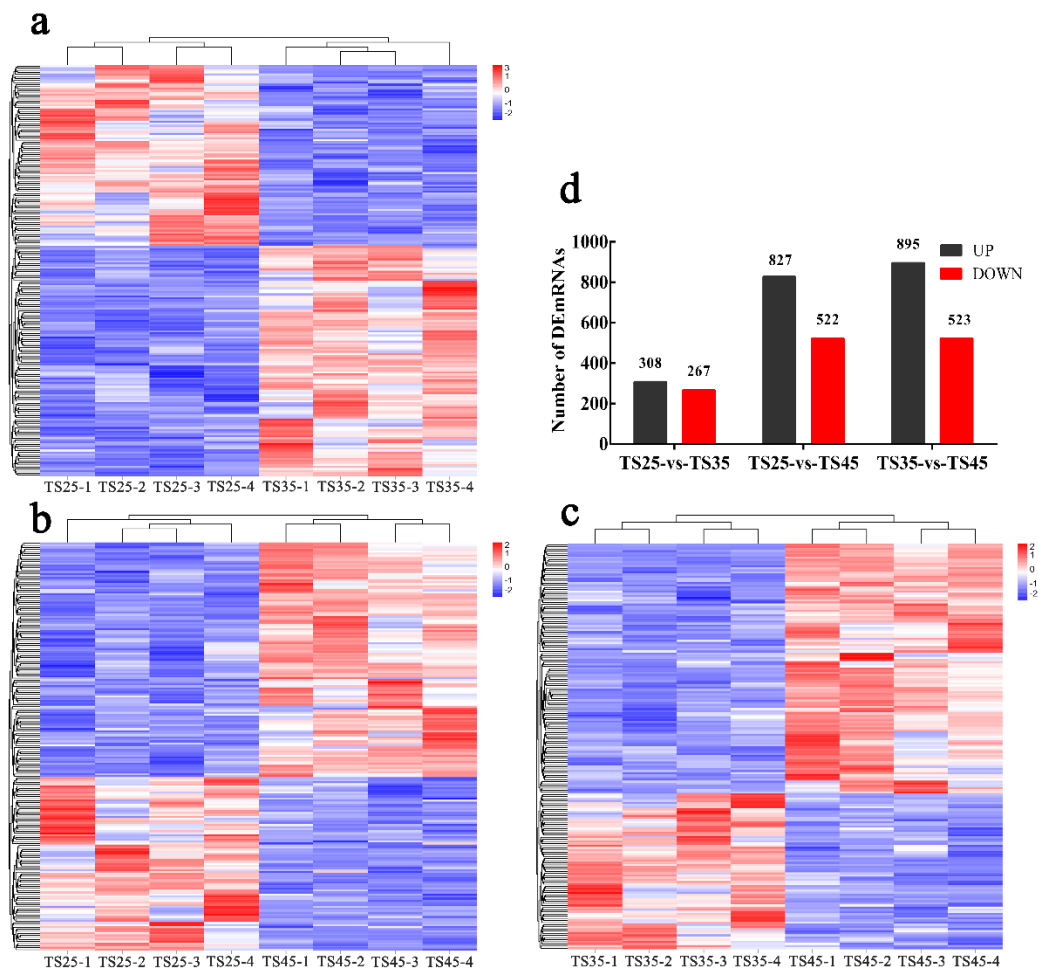 a
3
1
0
-1
-2
TS25-1 TS25-2 TS25-3 TS25-4 TS35-1 TS35-2 TS35-3 TS35-4
d
Number of DEmRNAs
1000
800
600
400
200
0
308
267
827
522
895
523
UP
DOWN
TS25-vs-TS35 TS25-vs-TS45 TS35-vs-TS45
b
2
1
0
-1
-2
TS25-1 TS25-2 TS25-3 TS25-4 TS45-1 TS45-2 TS45-3 TS45-4
c
2
1
0
-1
-2
TS35-1 TS35-2 TS35-3 TS35-4 TS45-1 TS45-2 TS45-3 TS45-4